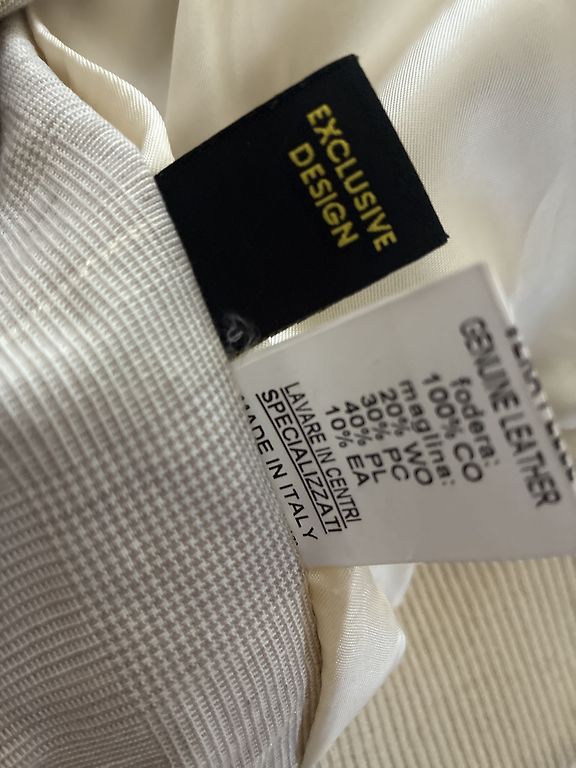 EXCLUSIVE
DESIGN
GENUINE LEATHER
fodera:
100% CO
maglina:
20% WO
30% PC
40% PL
10% EA
LAVARE IN CENTRI
SPECIALIZZATI
MADE IN ITALY